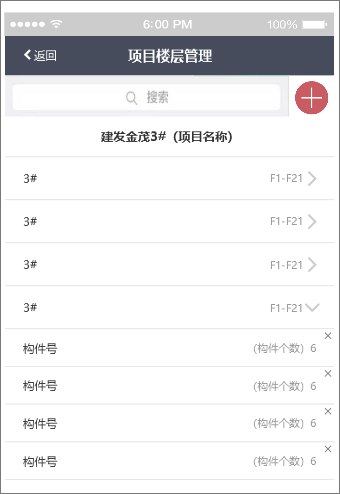 6:00 PM 100%
返回 项目楼层管理
搜索
建发金茂3#（项目名称）
3# F1-F21
3# F1-F21
3# F1-F21
3# F1-F21
构件号 （构件个数） 6
构件号 （构件个数） 6
构件号 （构件个数） 6
构件号 （构件个数） 6